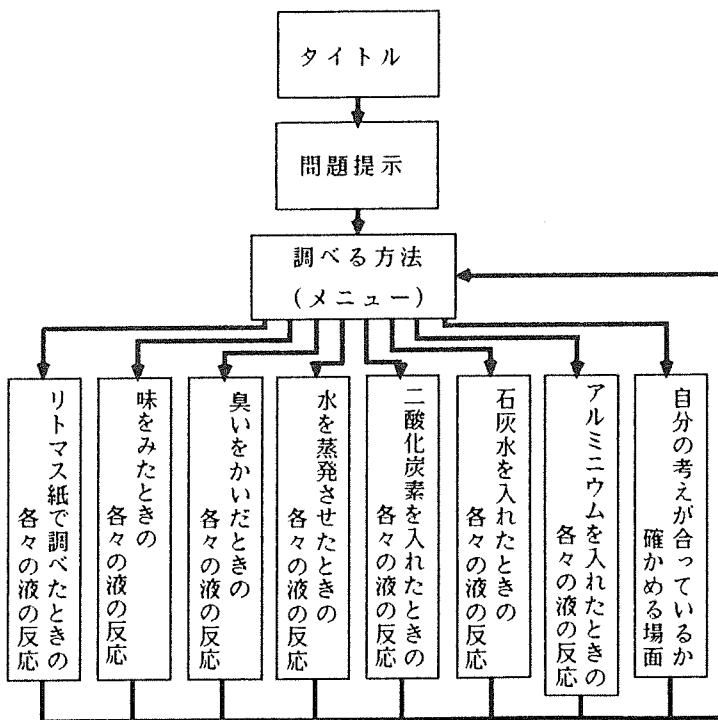 タイトル
問題提示
調べる方法
(メニュー)
リトマス紙で調べたときの
各々の液の反応
味をみたときの
各々の液の反応
臭いをかいだときの
各々の液の反応
水を蒸発させたときの
各々の液の反応
二酸化炭素を入れたときの
各々の液の反応
石灰水を入れたときの
各々の液の反応
アルミニウムを入れたときの
各々の液の反応
自分の考えが合っているか
確かめる場面